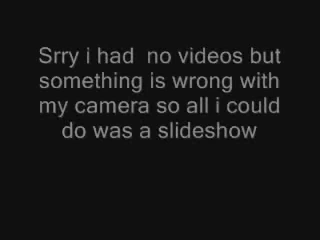 Srry i had  no videos but
something is wrong with
my camera so all i could
do was a slideshow